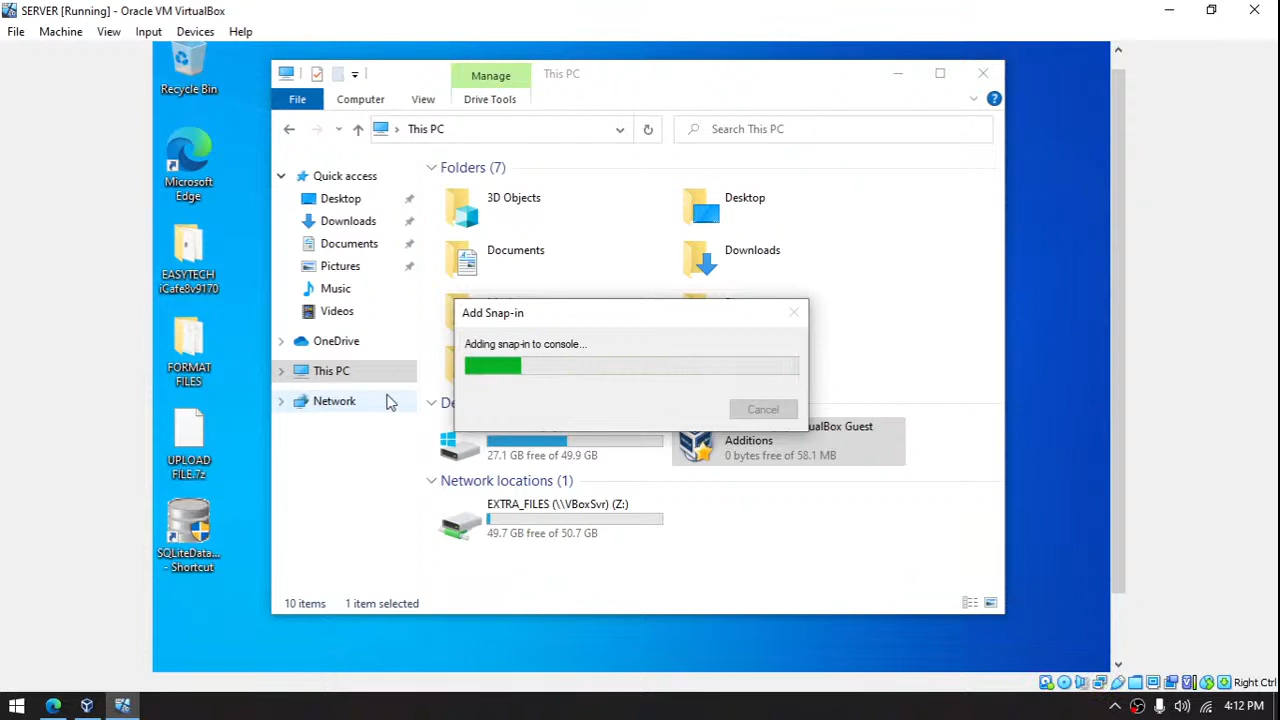 SERVER [Running] - Oracle VM VirtualBox
File Machine View Input Devices Help
Recycle Bin
Microsoft
Edge
EASYTECH
iCafe8v9170
FORMAT
FILES
UPLOAD
FILE.7z
SQLiteData...
- Shortcut
Manage
This PC
File
Computer
View
Drive Tools
This PC
Search This PC
Quick access
Desktop
Downloads
Documents
Pictures
Music
Videos
OneDrive
This PC
Network
Folders (7)
3D Objects
Desktop
Documents
Downloads
Add Snap-in
Adding snap-in to console...
Cancel
27.1 GB free of 49.9 GB
Guest
Additions
0 bytes free of 58.1 MB
Network locations (1)
EXTRA_FILES (\\VBoxSvr) (Z:)
49.7 GB free of 50.7 GB
10 items
1 item selected
Right Ctrl
4:12 PM